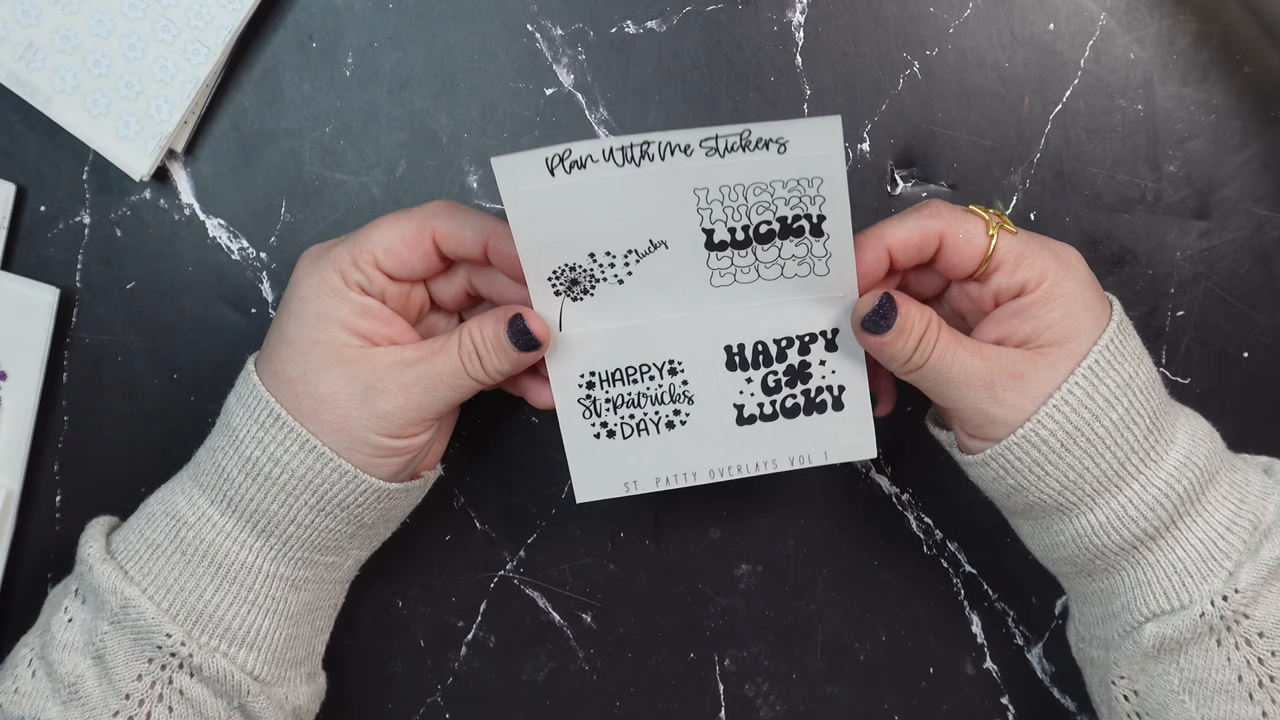 Plan With Me Stickers
lucky
LUCKY
LUCKY
LUCKY
LUCKY
LUCKY
HAPPY
St. Patricks
DAY
HAPPY
GO
LUCKY
ST. PATTY OVERLAYS VOL 1